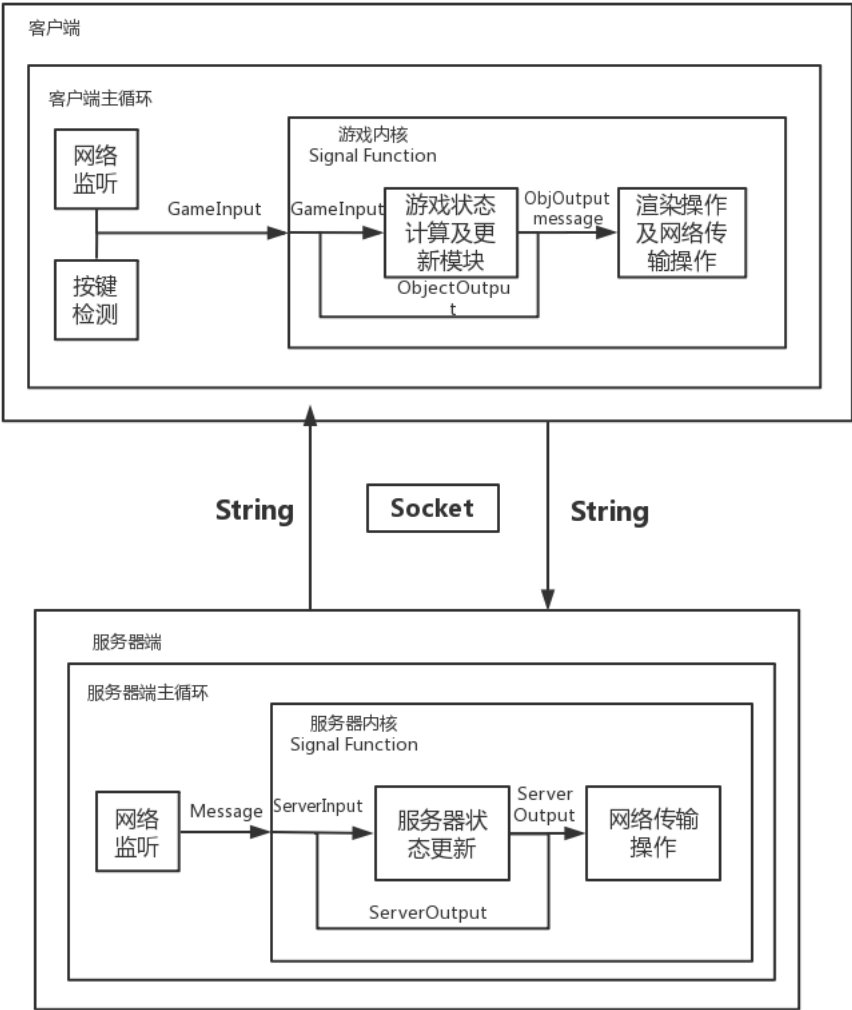 客户端
客户端主循环
网络
监听
按键
检测
GameInput
游戏内核
Signal Function
GameInput
游戏状态
计算及更
新模块
ObjOutput
message
渲染操作
及网络传
输操作
ObjectOutpu
t
String
Socket
String
服务器端
服务器端主循环
网络
监听
Message
服务器内核
Signal Function
ServerInput
服务器状
态更新
Server
Output
网络传输
操作
ServerOutput